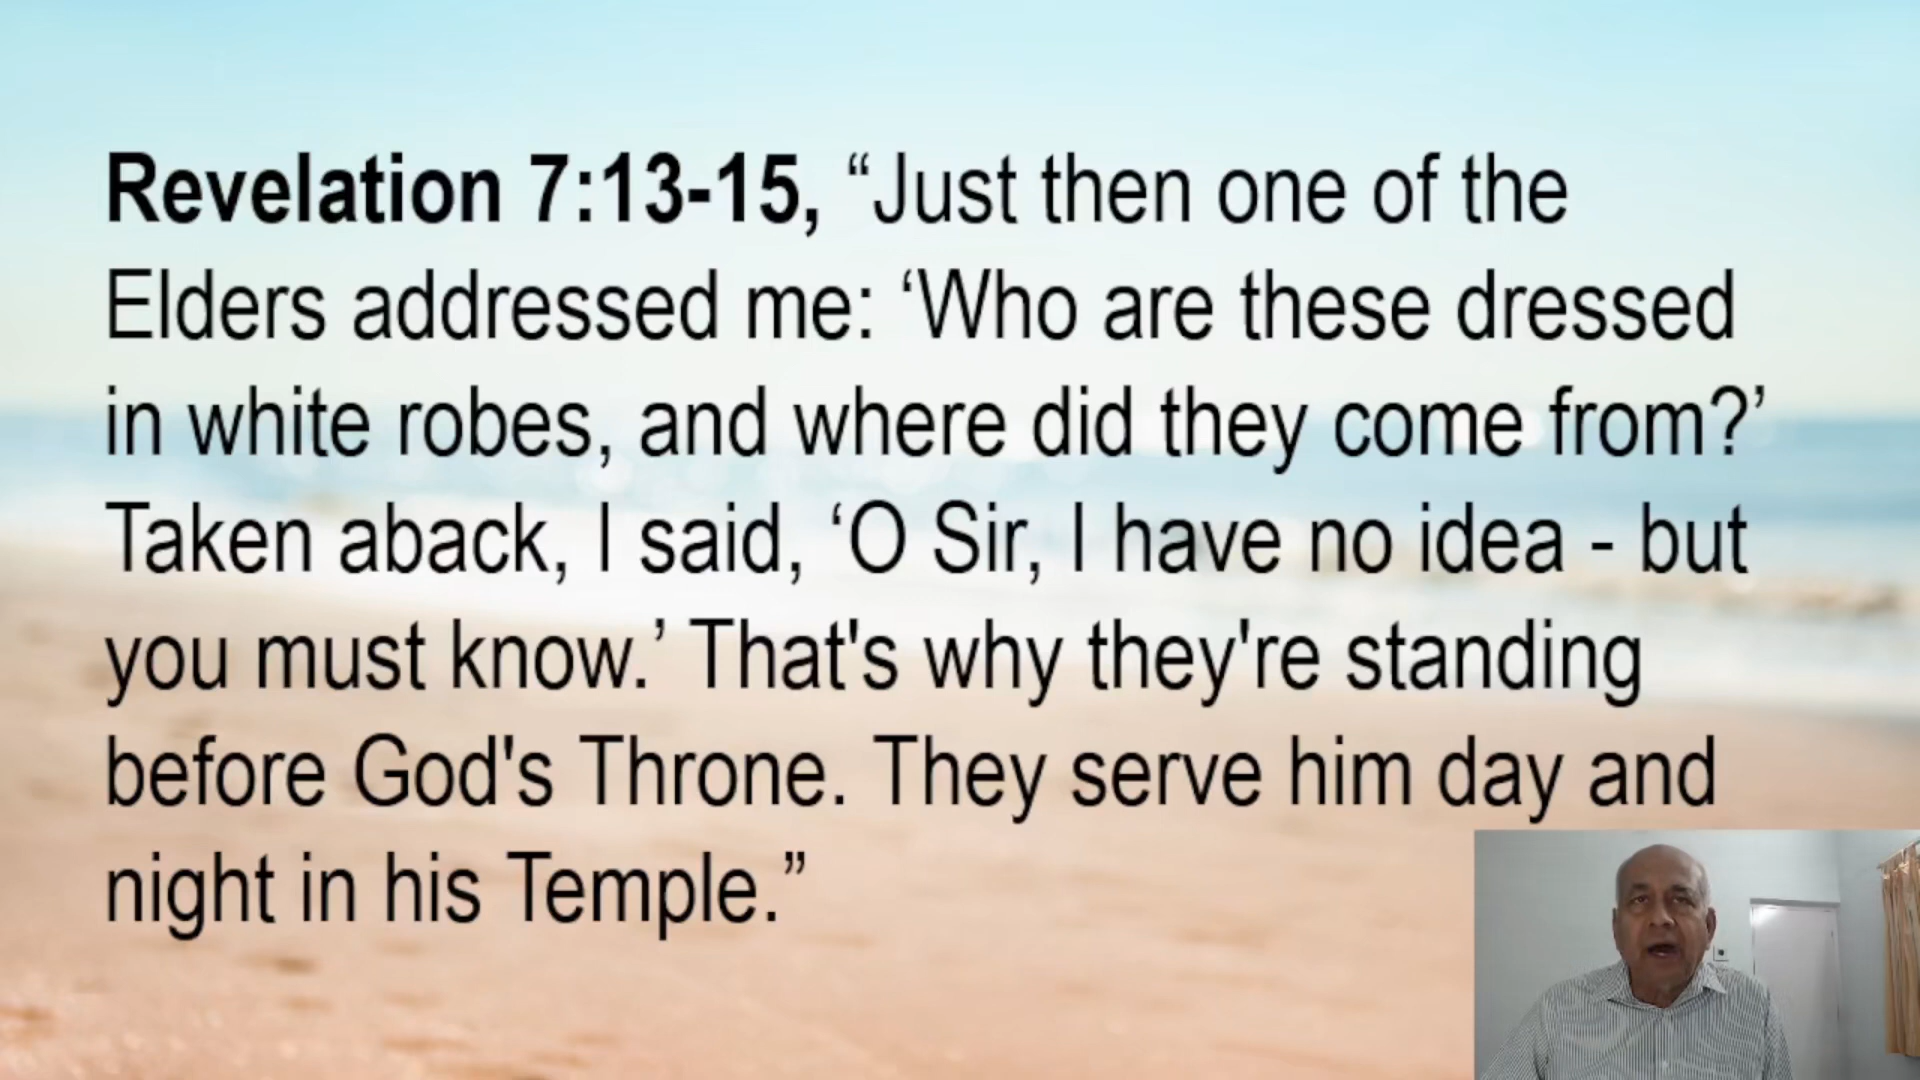 Revelation 7:13-15, “Just then one of the
Elders addressed me: ‘Who are these dressed
in white robes, and where did they come from?’
Taken aback, I said, ‘O Sir, I have no idea - but
you must know.’ That's why they're standing
before God's Throne. They serve him day and
night in his Temple.”